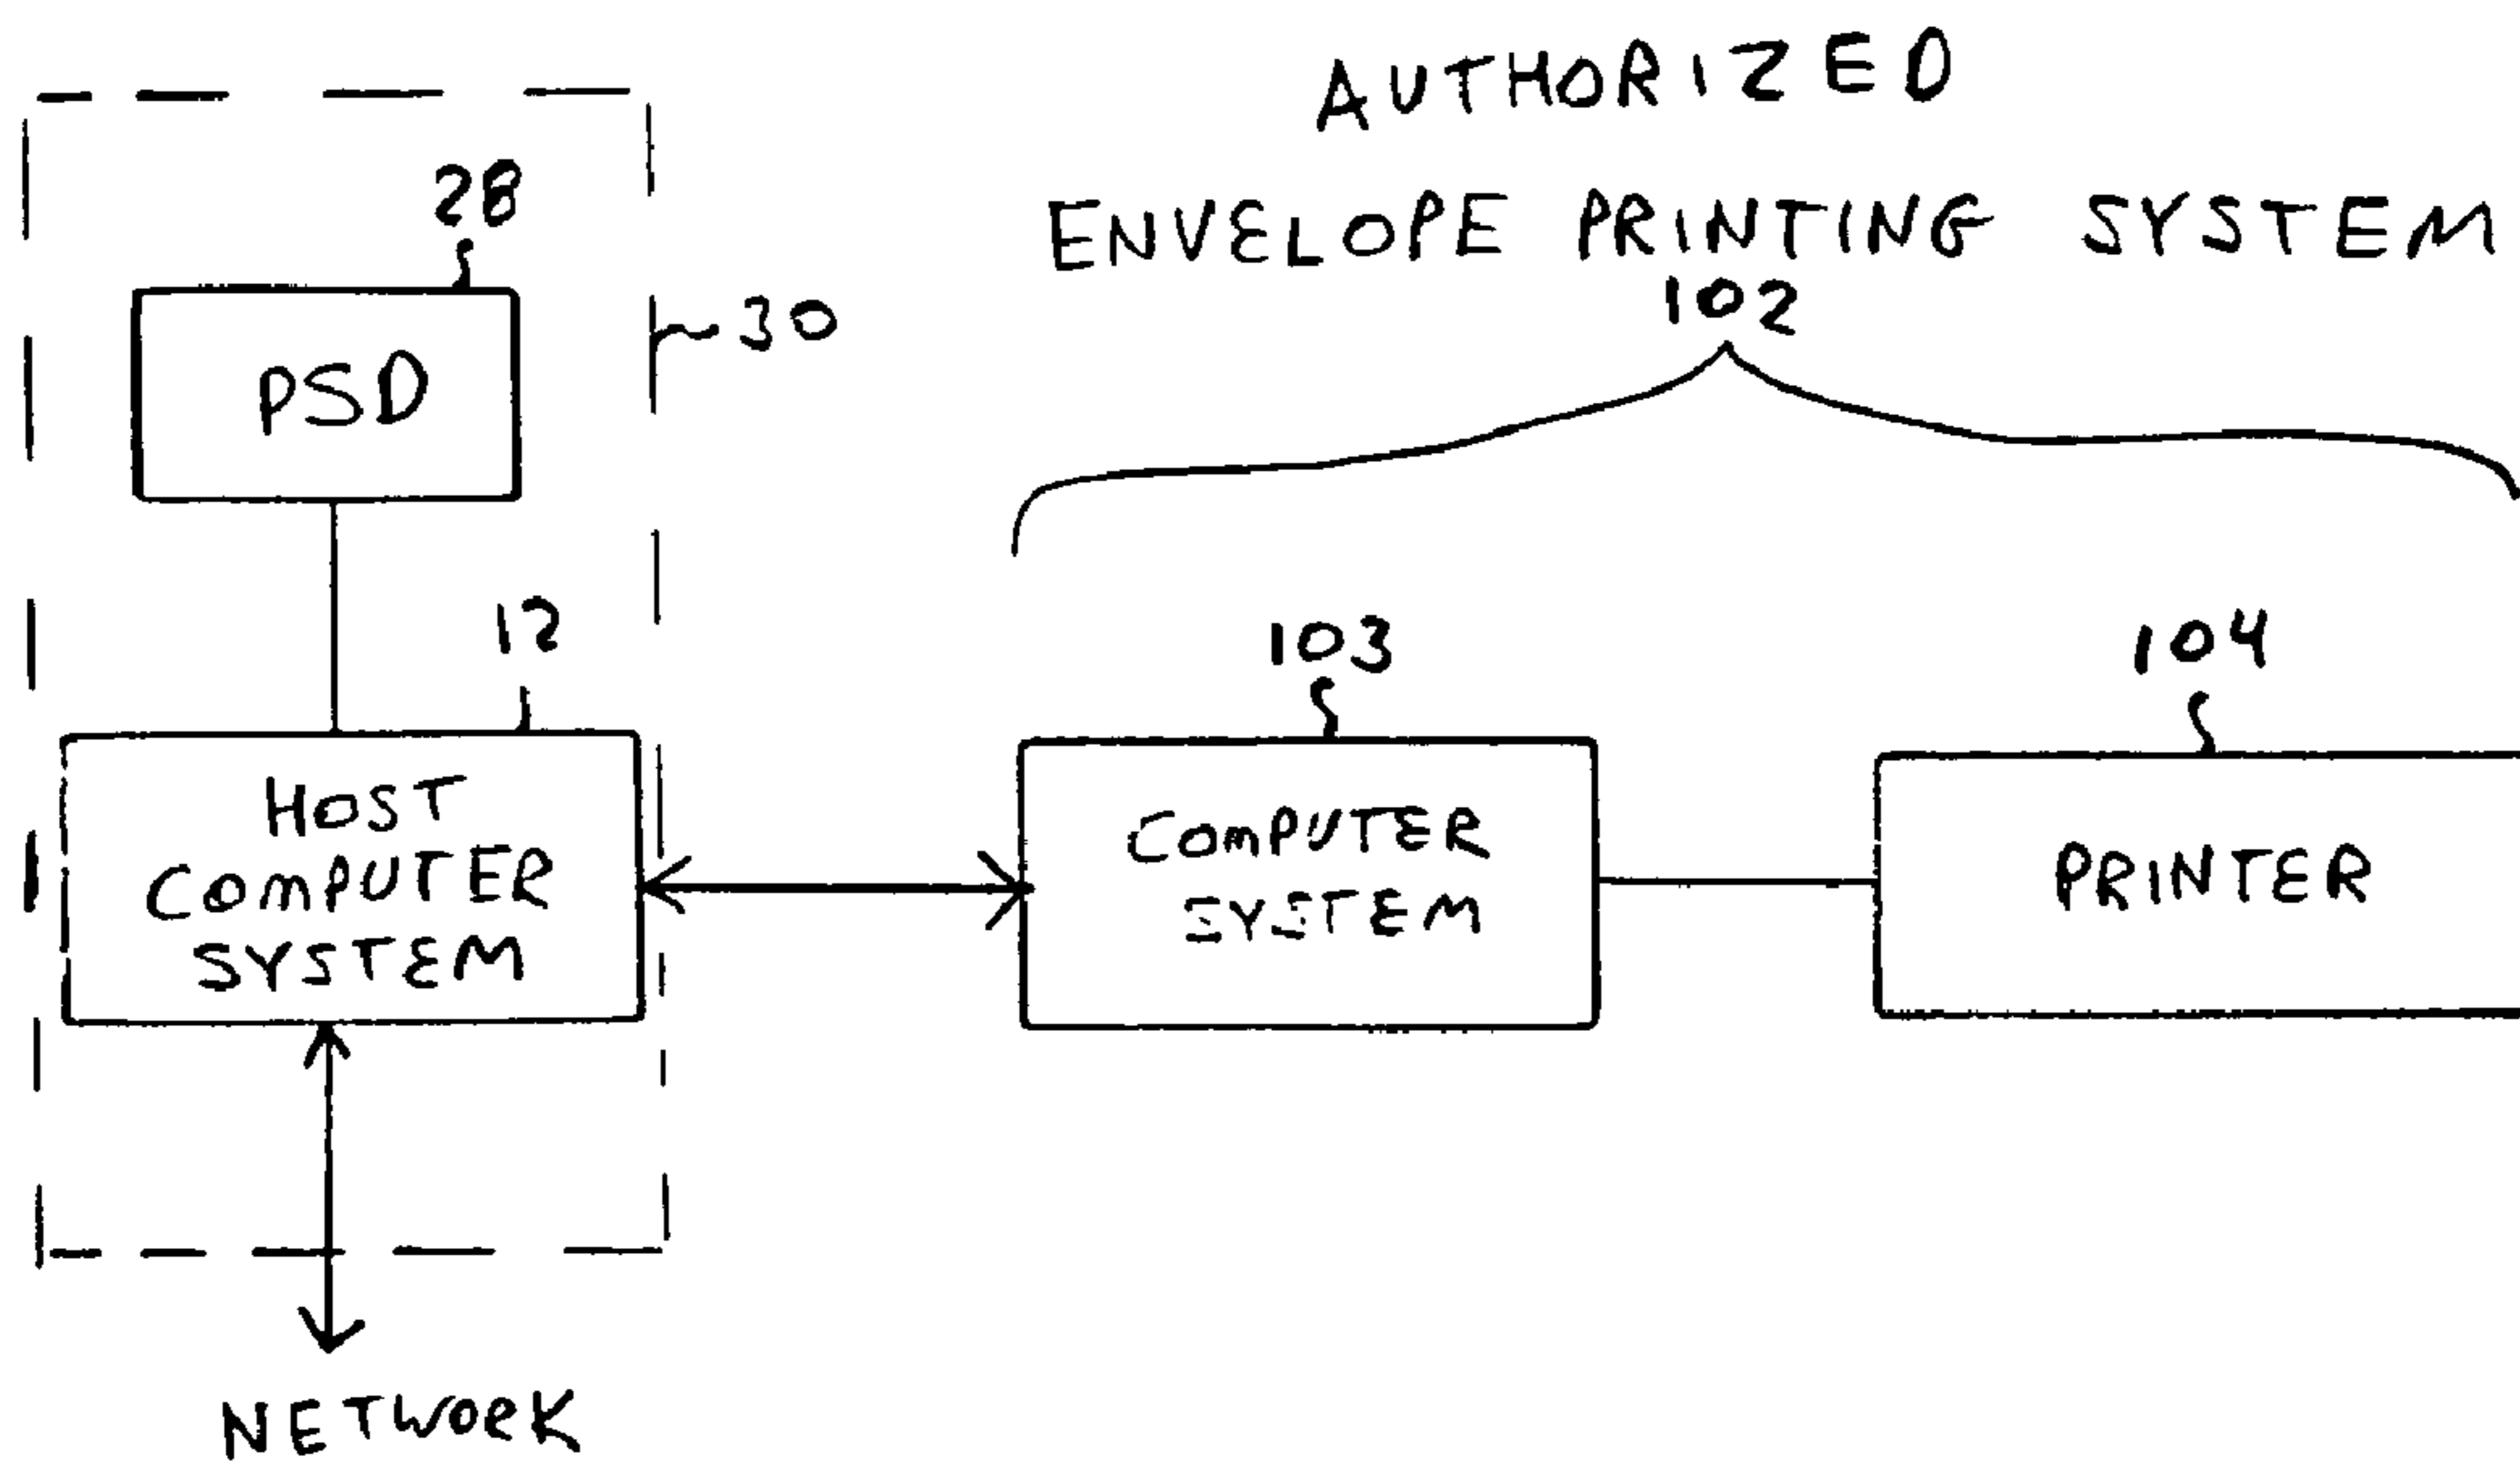 AUTHORIZED
ENVELOPE PRINTING SYSTEM
102
28
30
PSD
12
103
104
HOST
COMPUTER
SYSTEM
COMPUTER
SYSTEM
PRINTER
NETWORK